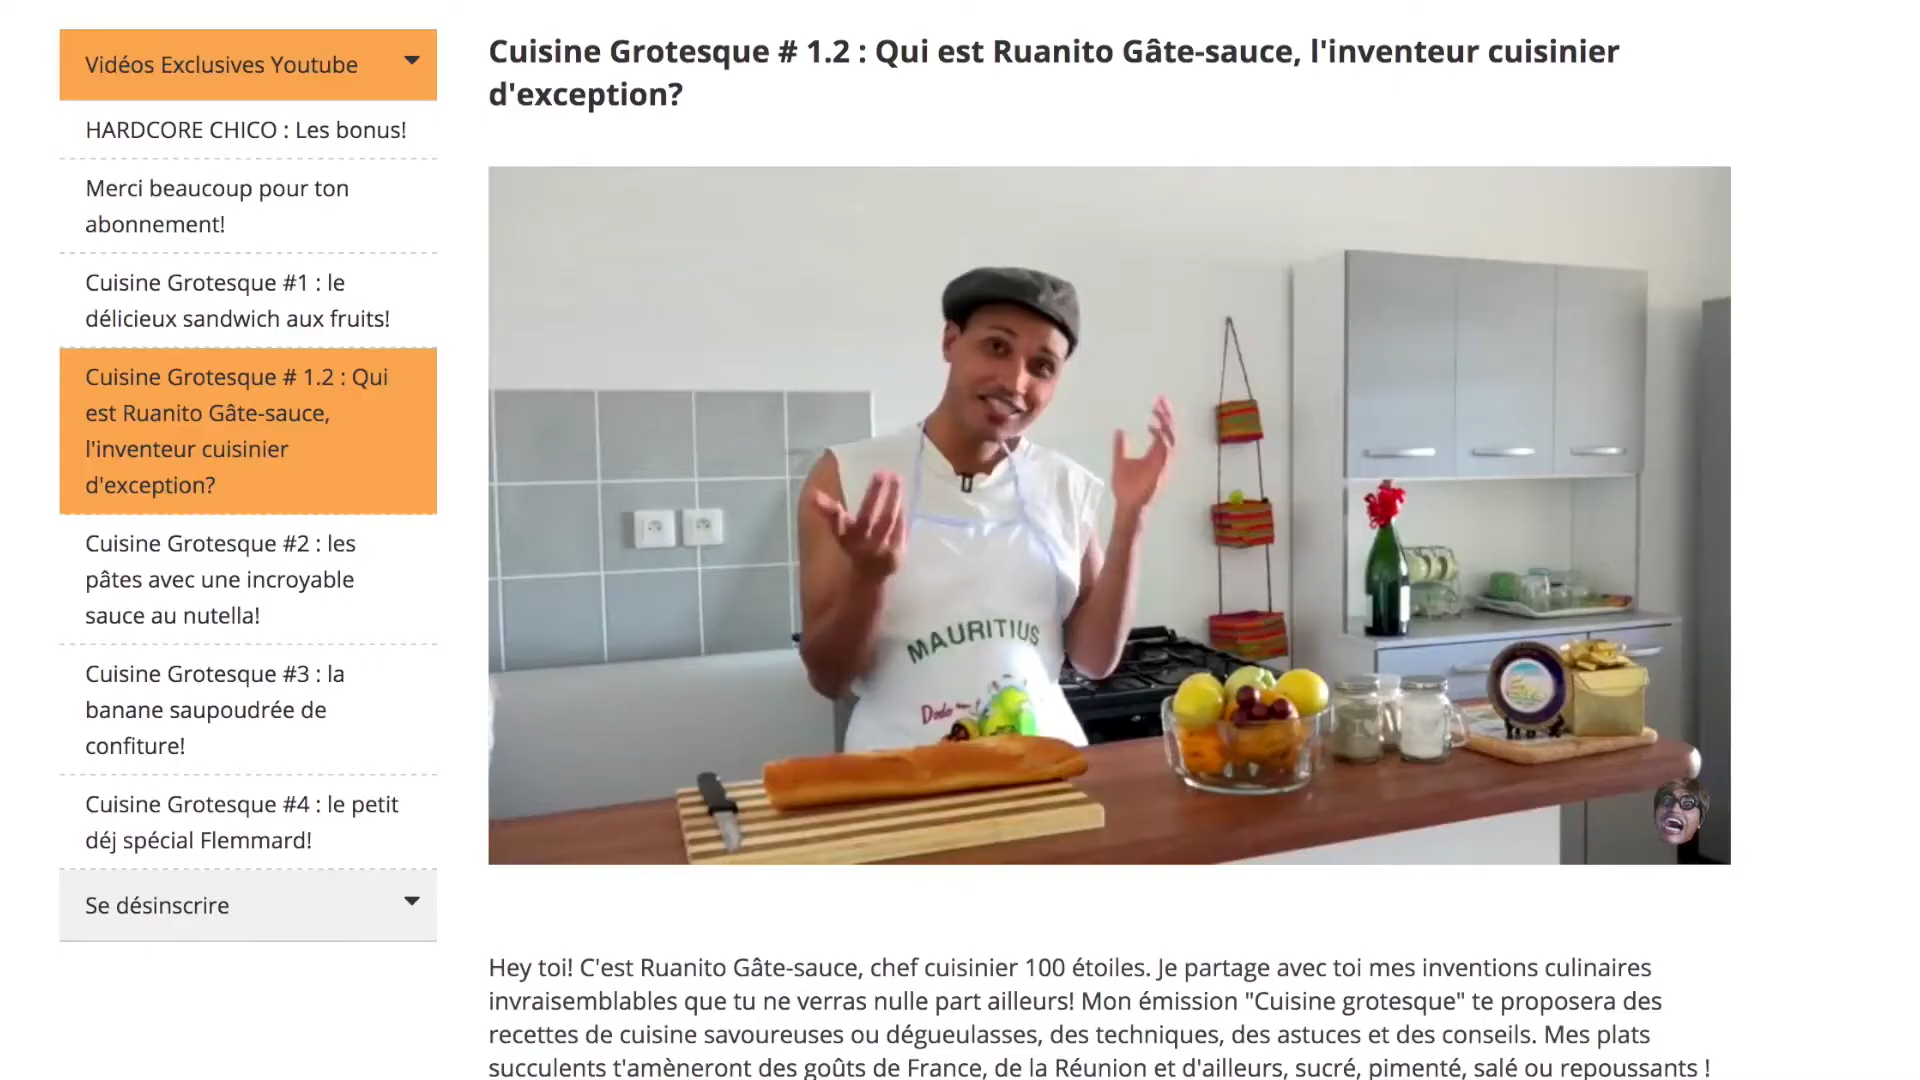 Vidéos Exclusives Youtube
HARDCORE CHICO : Les bonus!
Merci beaucoup pour ton
abonnement!
Cuisine Grotesque #1 : le
délicieux sandwich aux fruits!
Cuisine Grotesque # 1.2 : Qui
est Ruanito Gâte-sauce,
l'inventeur cuisinier
d'exception?
Cuisine Grotesque #2 : les
pâtes avec une incroyable
sauce au nutella!
Cuisine Grotesque #3 : la
banane saupoudrée de
confiture!
Cuisine Grotesque #4 : le petit
déj spécial Flemmard!
Se désinscrire
Cuisine Grotesque # 1.2 : Qui est Ruanito Gâte-sauce, l'inventeur cuisinier
d'exception?
MAURITIUS
Dodo
Hey toi! C'est Ruanito Gâte-sauce, chef cuisinier 100 étoiles. Je partage avec toi mes inventions culinaires
invraisemblables que tu ne verras nulle part ailleurs! Mon émission "Cuisine grotesque" te proposera des
recettes de cuisine savoureuses ou dégueulasses, des techniques, des astuces et des conseils. Mes plats
succulents t'amèneront des goûts de France, de la Réunion et d'ailleurs, sucré, pimenté, salé ou repoussants !